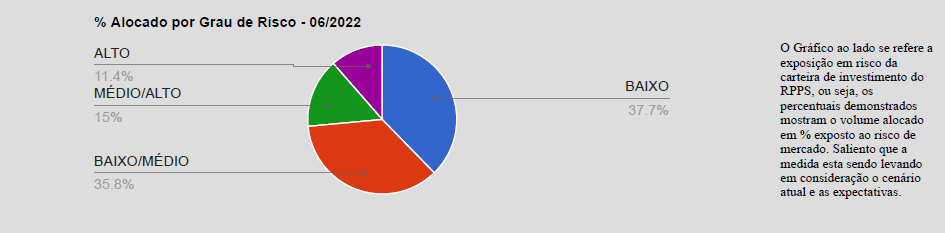 % Alocado por Grau de Risco - 06/2022
ALTO
11.4%
MÉDIO/ALTO
15%
BAIXO/MÉDIO
35.8%
BAIXO
37.7%
O Gráfico ao lado se refere a
exposição em risco da
carteira de investimento do
RPPS, ou seja, os
percentuais demonstrados
mostram o volume alocado
em % exposto ao risco de
mercado. Saliento que a
medida esta sendo levando
em consideração o cenário
atual e as expectativas.